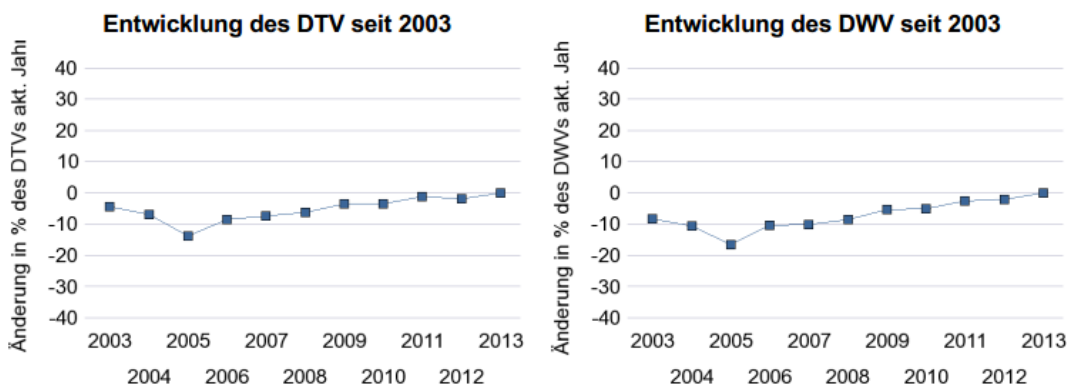 Entwicklung des DTV seit 2003
Änderung in % des DTVs akt. Jahr
40
30
20
10
0
-10
-20
-30
-40
2003 2005 2007 2009 2011 2013
2004 2006 2008 2010 2012
Entwicklung des DWV seit 2003
Änderung in % des DWVs akt. Jah
40
30
20
10
0
-10
-20
-30
-40
2003 2005 2007 2009 2011 2013
2004 2006 2008 2010 2012